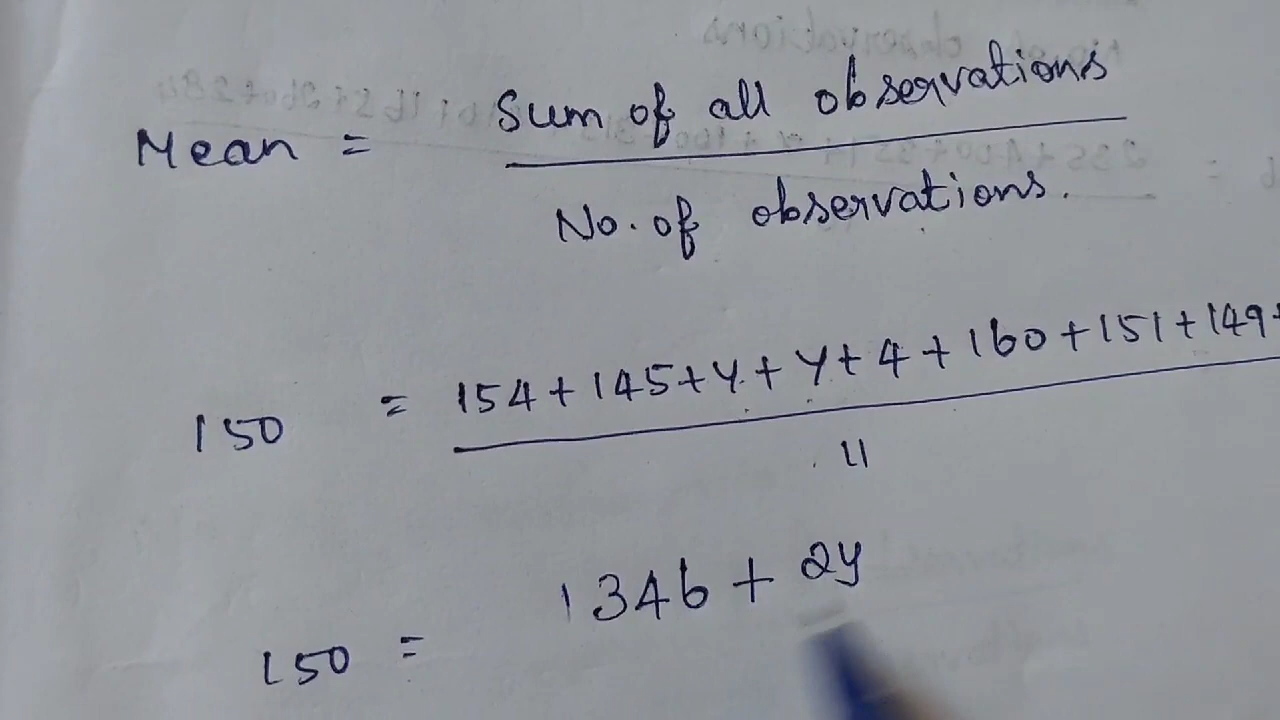 Mean = Sum of all observations
No. of observations.
150 = 154 + 145 + y + y + 4 + 160 + 151 + 149 +
11
1346 + 2y
150 =